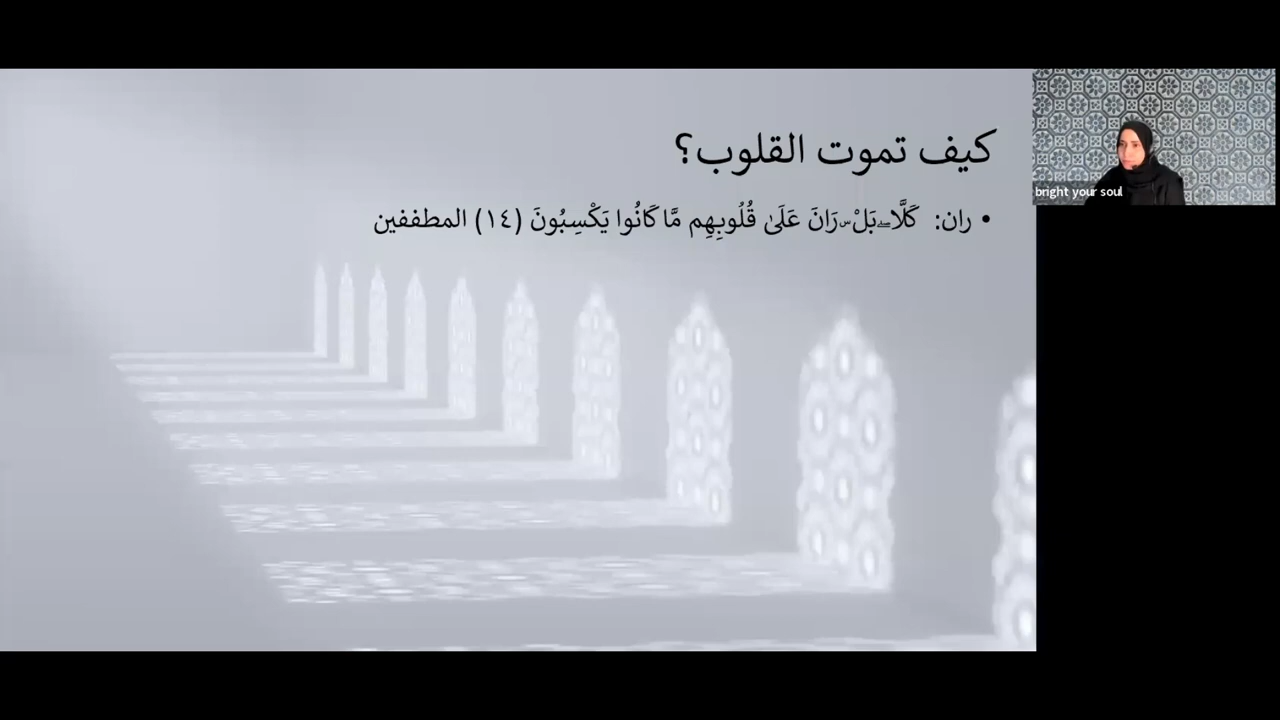 كيف تموت القلوب؟
• ران: كَلَّا ۖ بَلْ ۜ رَانَ عَلَىٰ قُلُوبِهِم مَّا كَانُوا يَكْسِبُونَ (١٤) المطففين
bright your soul